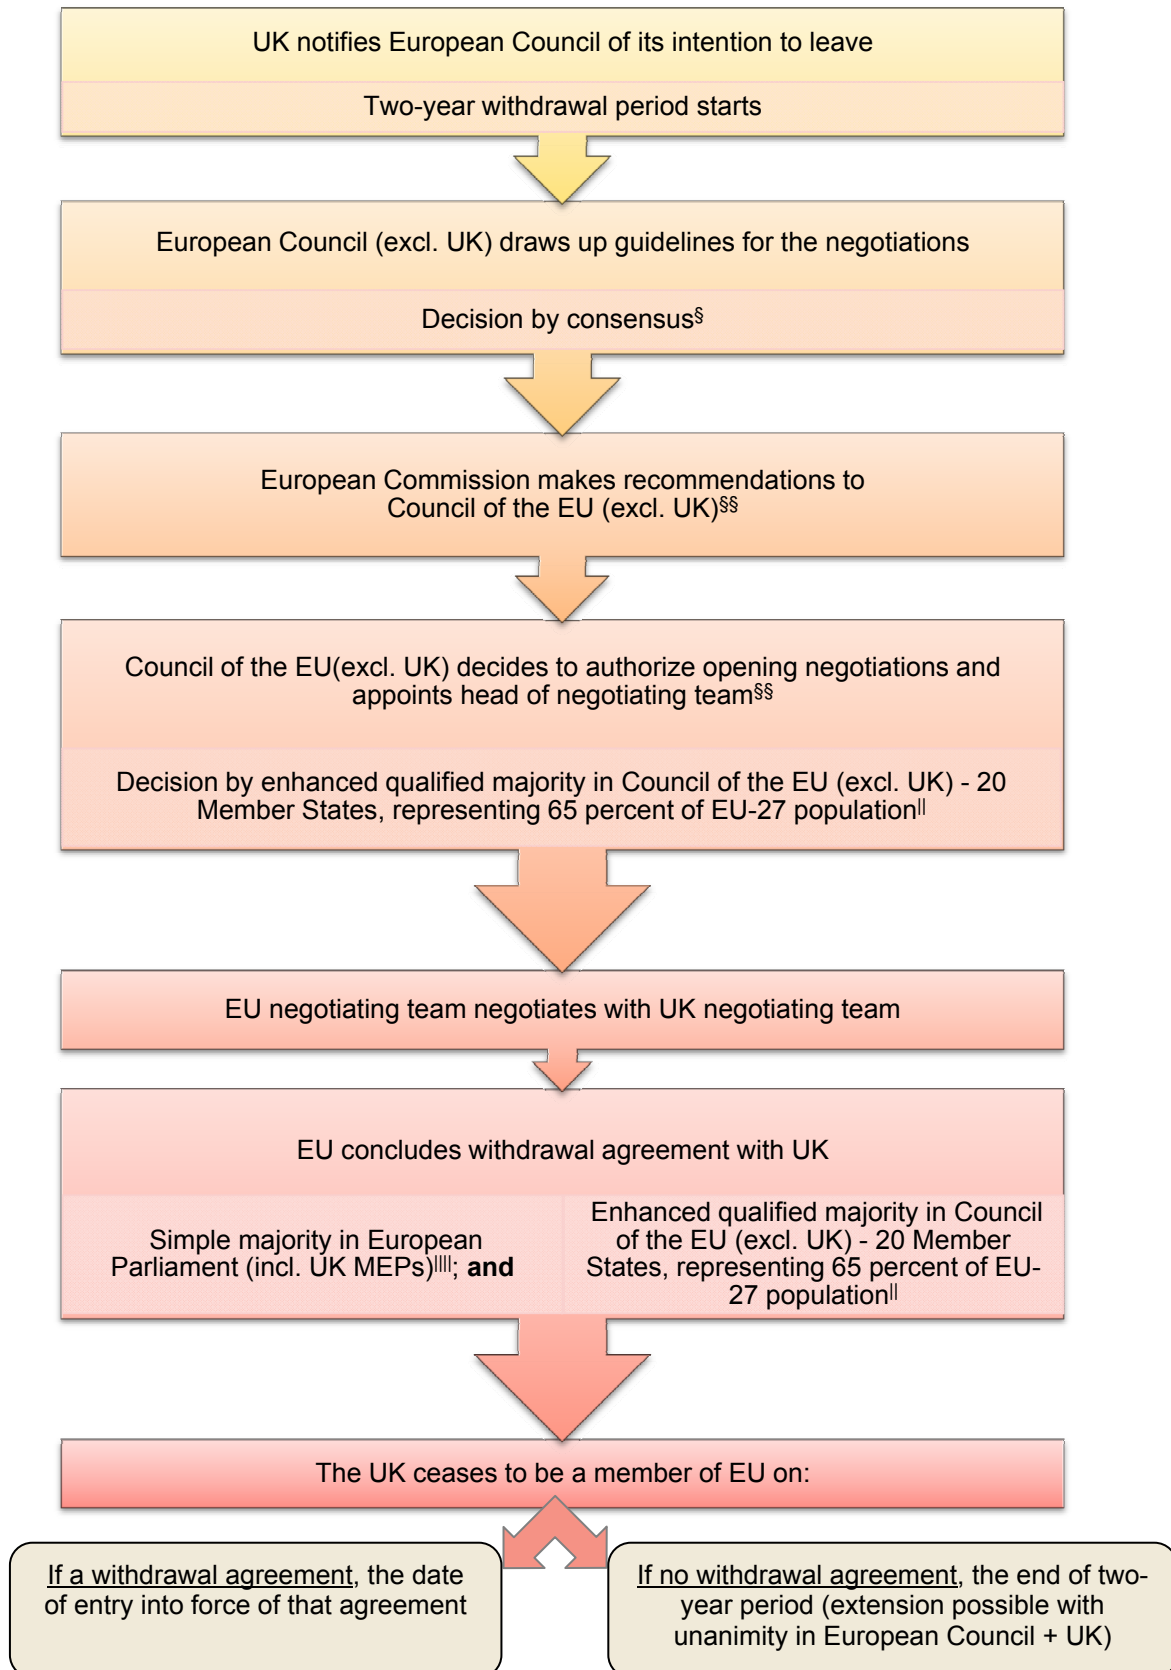 UK notifies European Council of its intention to leave
Two-year withdrawal period starts
European Council (excl. UK) draws up guidelines for the negotiations
Decision by consensus§
European Commission makes recommendations to
Council of the EU (excl. UK)§§
Council of the EU(excl. UK) decides to authorize opening negotiations and
appoints head of negotiating team§§
Decision by enhanced qualified majority in Council of the EU (excl. UK) - 20
Member States, representing 65 percent of EU-27 population||
EU negotiating team negotiates with UK negotiating team
EU concludes withdrawal agreement with UK
Simple majority in European
Parliament (incl. UK MEPs)||||; and
Enhanced qualified majority in Council
of the EU (excl. UK) - 20 Member
States, representing 65 percent of EU-
27 population||
The UK ceases to be a member of EU on:
If a withdrawal agreement, the date
of entry into force of that agreement
If no withdrawal agreement, the end of two-
year period (extension possible with
unanimity in European Council + UK)